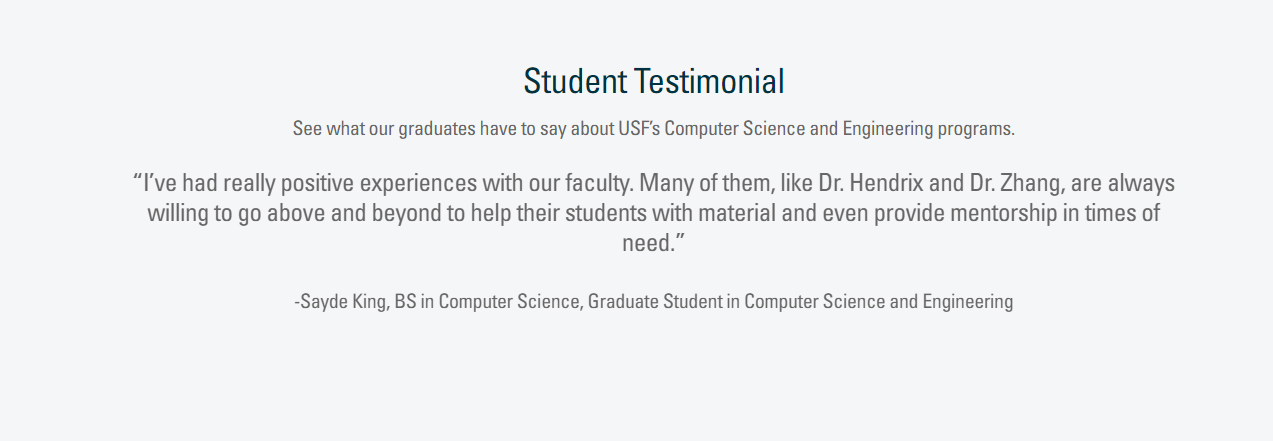 Student Testimonial
See what our graduates have to say about USF’s Computer Science and Engineering programs.
“I’ve had really positive experiences with our faculty. Many of them, like Dr. Hendrix and Dr. Zhang, are always
willing to go above and beyond to help their students with material and even provide mentorship in times of
need.”
-Sayde King, BS in Computer Science, Graduate Student in Computer Science and Engineering